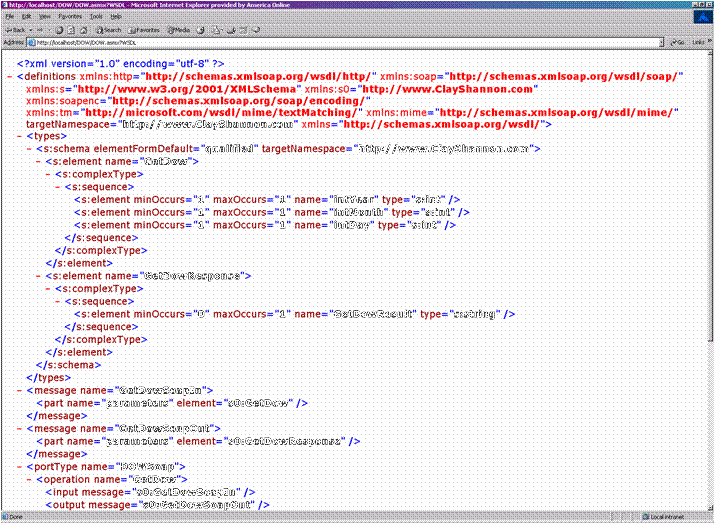 http://localhost/DOW/DOW.asmx?WSDL - Microsoft Internet Explorer provided by America Online
File Edit View Favorites Tools Help
Back Search Favorites Media
Address http://localhost/DOW/DOW.asmx?WSDL Go Links »
<?xml version="1.0" encoding="utf-8" ?>
- <definitions xmlns:http="http://schemas.xmlsoap.org/wsdl/http/" xmlns:soap="http://schemas.xmlsoap.org/wsdl/soap/"
xmlns:s="http://www.w3.org/2001/XMLSchema" xmlns:s0="http://www.ClayShannon.com"
xmlns:soapenc="http://schemas.xmlsoap.org/soap/encoding/"
xmlns:tm="http://microsoft.com/wsdl/mime/textMatching/" xmlns:mime="http://schemas.xmlsoap.org/wsdl/mime/"
targetNamespace="http://www.ClayShannon.com" xmlns="http://schemas.xmlsoap.org/wsdl/">
- <types>
- <s:schema elementFormDefault="qualified" targetNamespace="http://www.ClayShannon.com">
- <s:element name="GetDow">
- <s:complexType>
- <s:sequence>
<s:element minOccurs="1" maxOccurs="1" name="intYear" type="s:int" />
<s:element minOccurs="1" maxOccurs="1" name="intMonth" type="s:int" />
<s:element minOccurs="1" maxOccurs="1" name="intDay" type="s:int" />
</s:sequence>
</s:complexType>
</s:element>
- <s:element name="GetDowResponse">
- <s:complexType>
- <s:sequence>
<s:element minOccurs="0" maxOccurs="1" name="GetDowResult" type="s:string" />
</s:sequence>
</s:complexType>
</s:element>
</s:schema>
</types>
- <message name="GetDowSoapIn">
<part name="parameters" element="s0:GetDow" />
</message>
- <message name="GetDowSoapOut">
<part name="parameters" element="s0:GetDowResponse" />
</message>
- <portType name="DOWSoap">
- <operation name="GetDow">
<input message="s0:GetDowSoapIn" />
<output message="s0:GetDowSoapOut" />
Done Local intranet